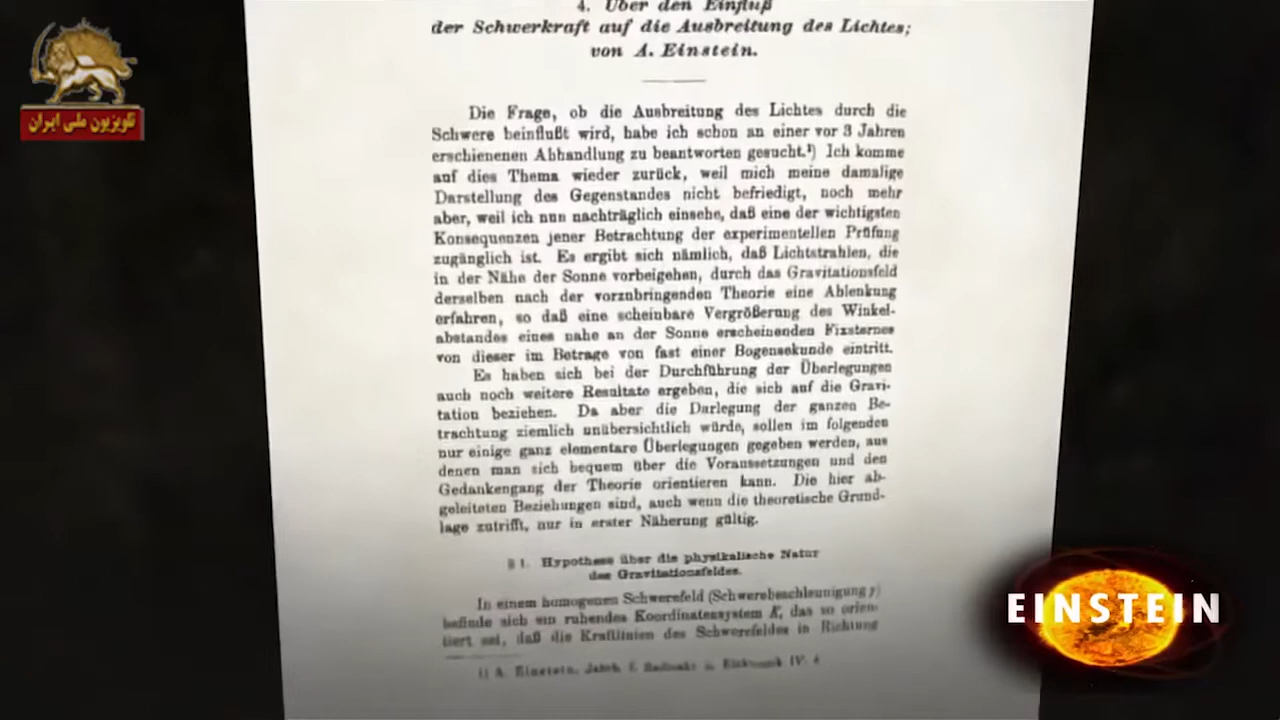 4. Über den Einfluß
der Schwerkraft auf die Ausbreitung des Lichtes;
von A. Einstein.
تلویزیون ملی ایران
Die Frage, ob die Ausbreitung des Lichtes durch die
Schwere beinflußt wird, habe ich schon an einer vor 3 Jahren
erschienenen Abhandlung zu beantworten gesucht.¹) Ich komme
auf dies Thema wieder zurück, weil mich meine damalige
Darstellung des Gegenstandes nicht befriedigt, noch mehr
aber, weil ich nun nachträglich einsehe, daß eine der wichtigsten
Konsequenzen jener Betrachtung der experimentellen Prüfung
zugänglich ist. Es ergibt sich nämlich, daß Lichtstrahlen, die
in der Nähe der Sonne vorbeigehen, durch das Gravitationsfeld
derselben nach der vorzubringenden Theorie eine Ablenkung
erfahren, so daß eine scheinbare Vergrößerung des Winkel-
abstandes eines nahe an der Sonne erscheinenden Fixsternes
von dieser im Betrage von fast einer Bogensekunde eintritt.
Es haben sich bei der Durchführung der Überlegungen
auch noch weitere Resultate ergeben, die sich auf die Gravi-
tation beziehen. Da aber die Darlegung der ganzen Be-
trachtung ziemlich unübersichtlich würde, sollen im folgenden
nur einige ganz elementare Überlegungen gegeben werden, aus
denen man sich bequem über die Voraussetzungen und den
Gedankengang der Theorie orientieren kann. Die hier ab-
geleiteten Beziehungen sind, auch wenn die theoretische Grund-
lage zutrifft, nur in erster Näherung gültig.
§ 1. Hypothese über die physikalische Natur
des Gravitationsfeldes.
In einem homogenen Schwerefeld (Schwerebeschleunigung γ)
befinde sich ein ruhendes Koordinatensystem K, das so orien-
tiert sei, daß die Kraftlinien des Schwerefeldes in Richtung
1) A. Einstein, Jahrb. f. Radioakt. u. Elektronik IV. 4
EINSTEIN